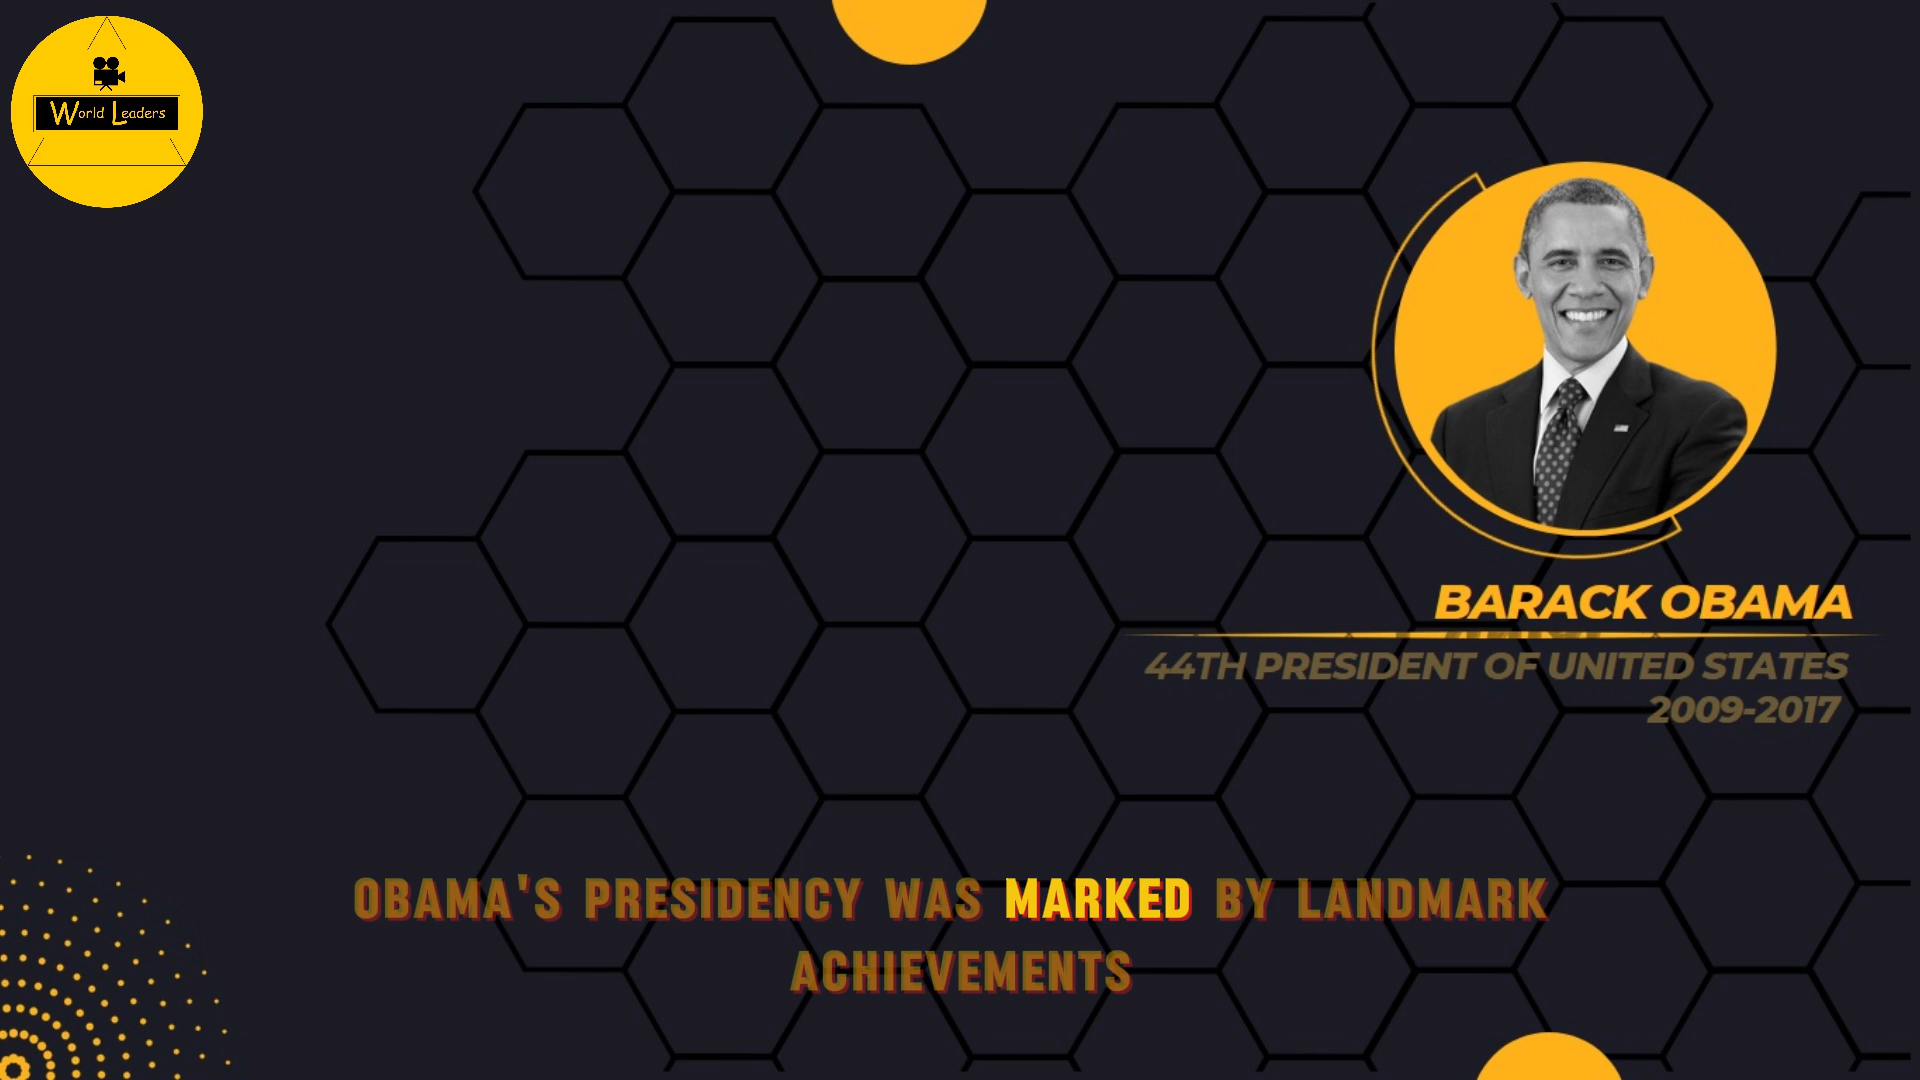 World Leaders
BARACK OBAMA
44TH PRESIDENT OF UNITED STATES
2009-2017
OBAMA'S PRESIDENCY WAS MARKED BY LANDMARK
ACHIEVEMENTS